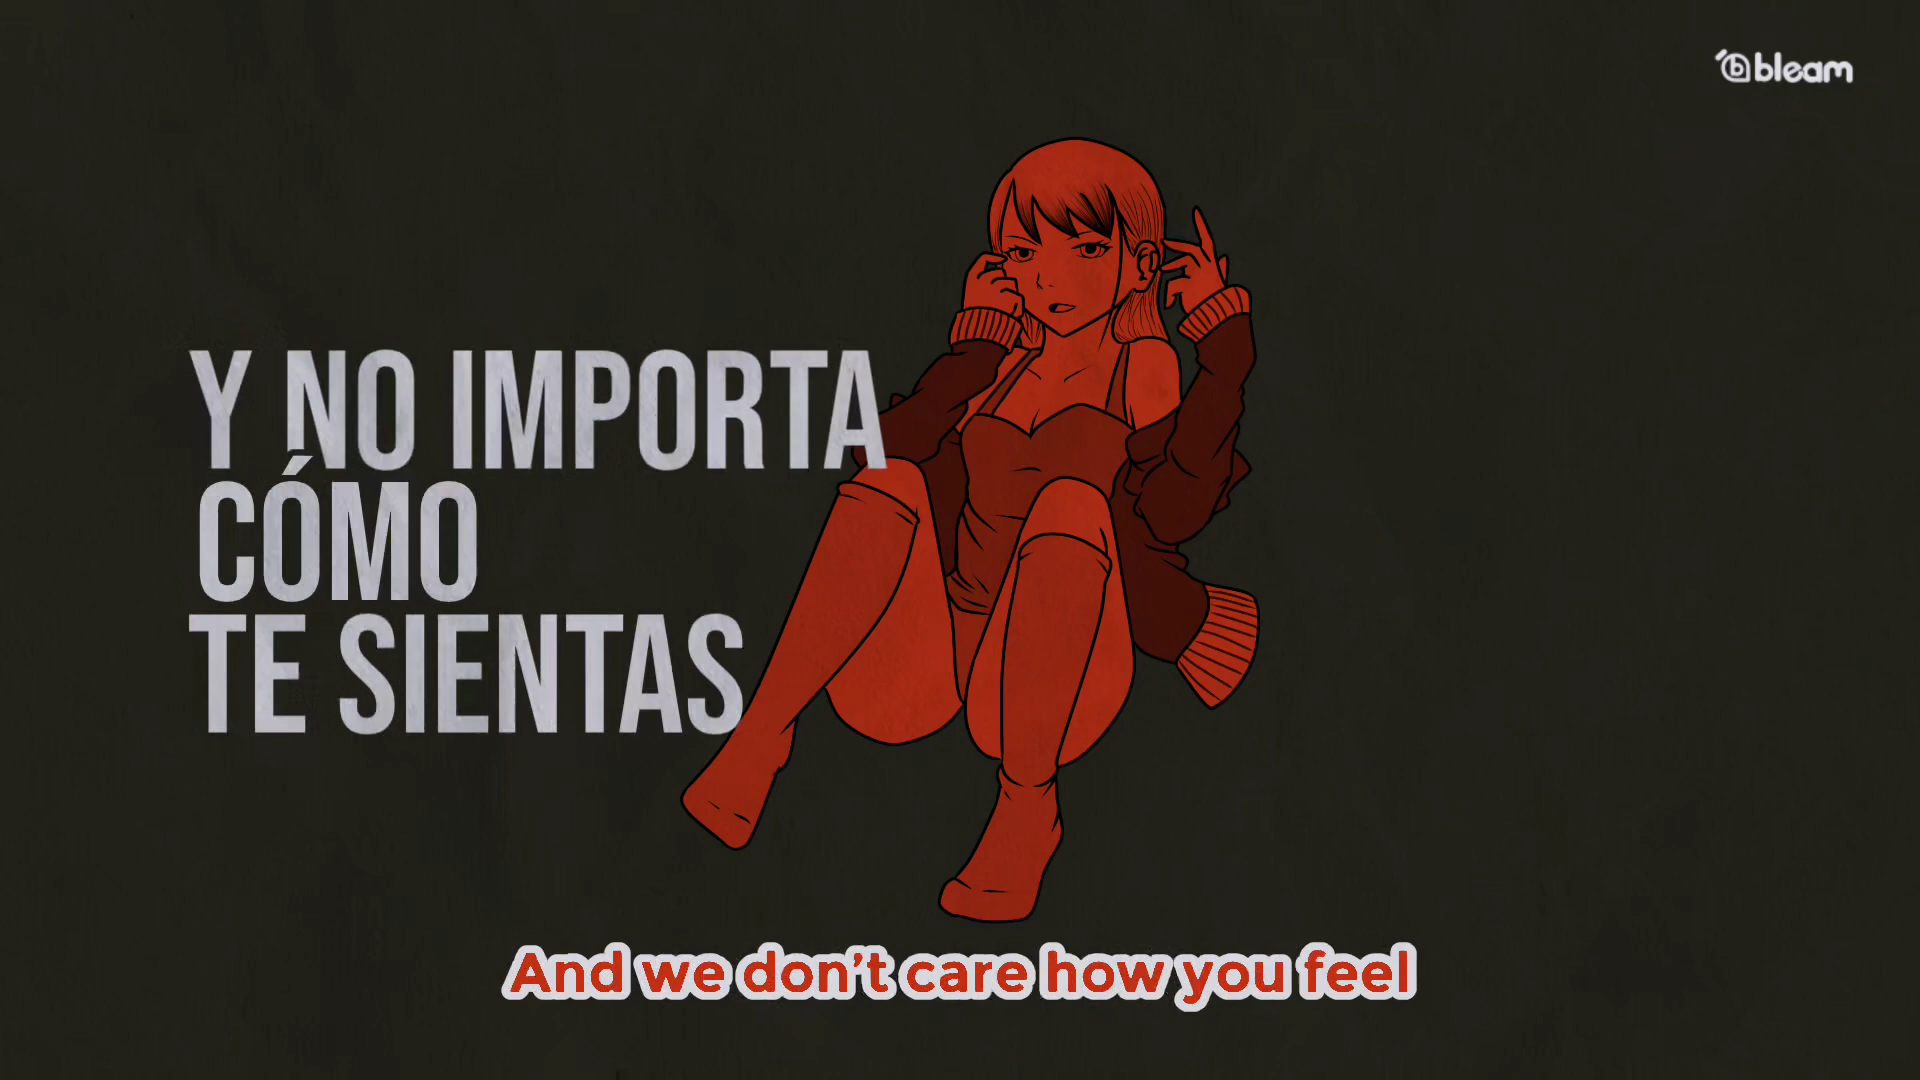 bleam
Y NO IMPORTA
CÓMO
TE SIENTAS
And we don't care how you feel